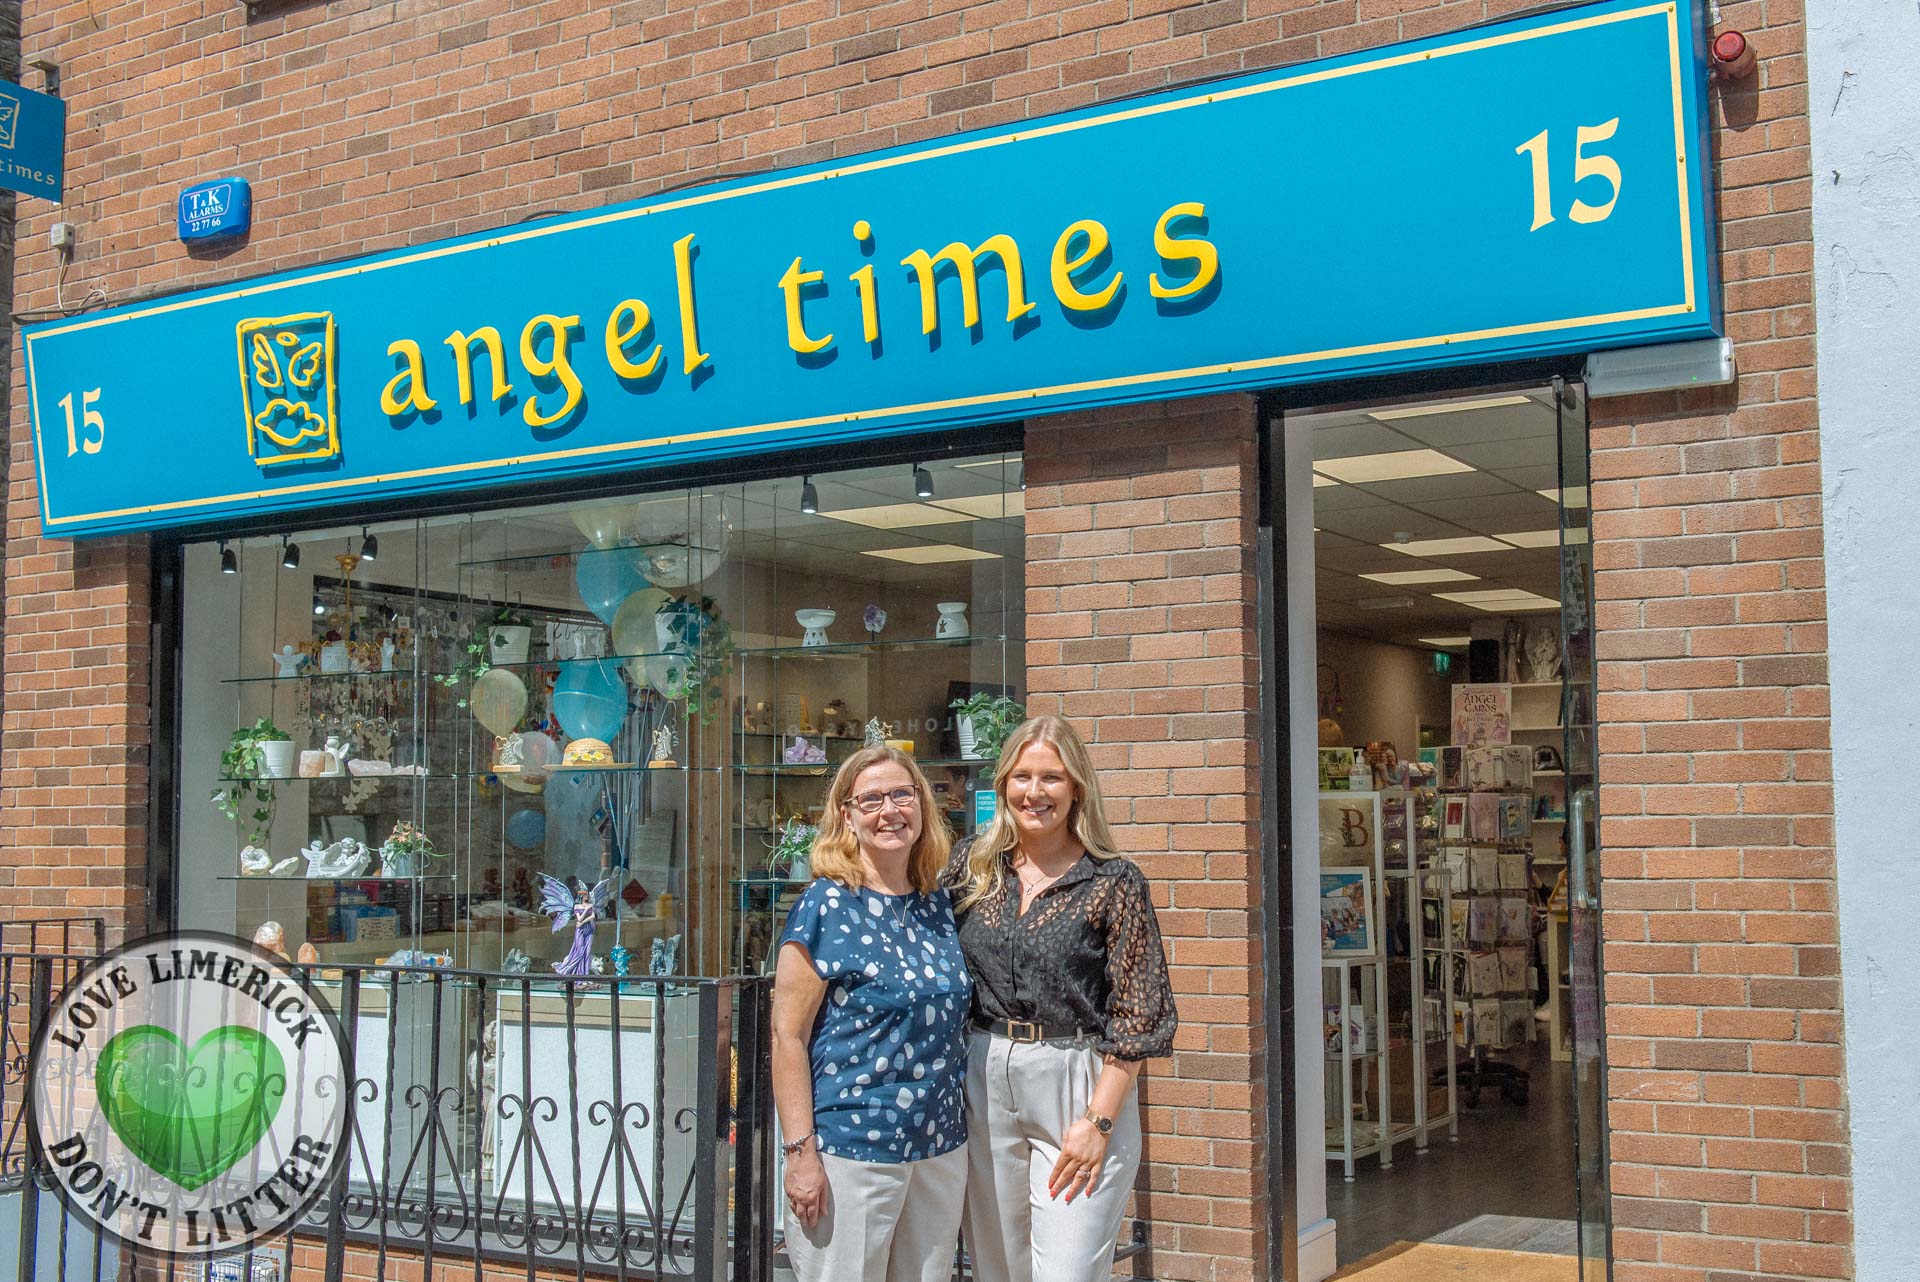 times
T&K
ALARMS
22 77 66
15
angel times
15
ANGEL
CARDS
B
LOVE LIMERICK
DON'T LITTER